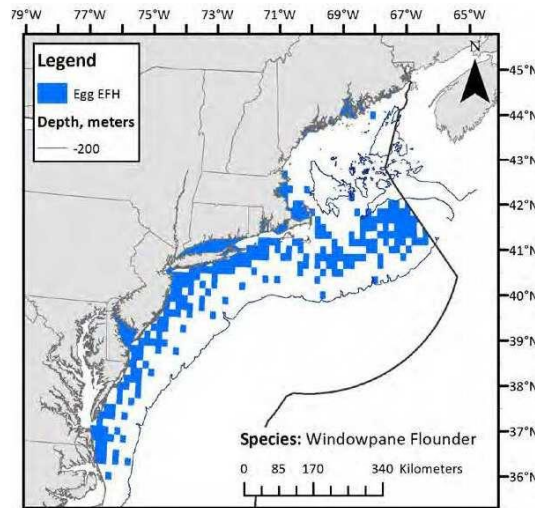 79°W 77°W 75°W 73°W 71°W 69°W 67°W 65°W
Legend
Egg EFH
Depth, meters
-200
N
45°N
44°N
43°N
42°N
41°N
40°N
39°N
38°N
37°N
36°N
Species: Windowpane Flounder
0 85 170 340 Kilometers